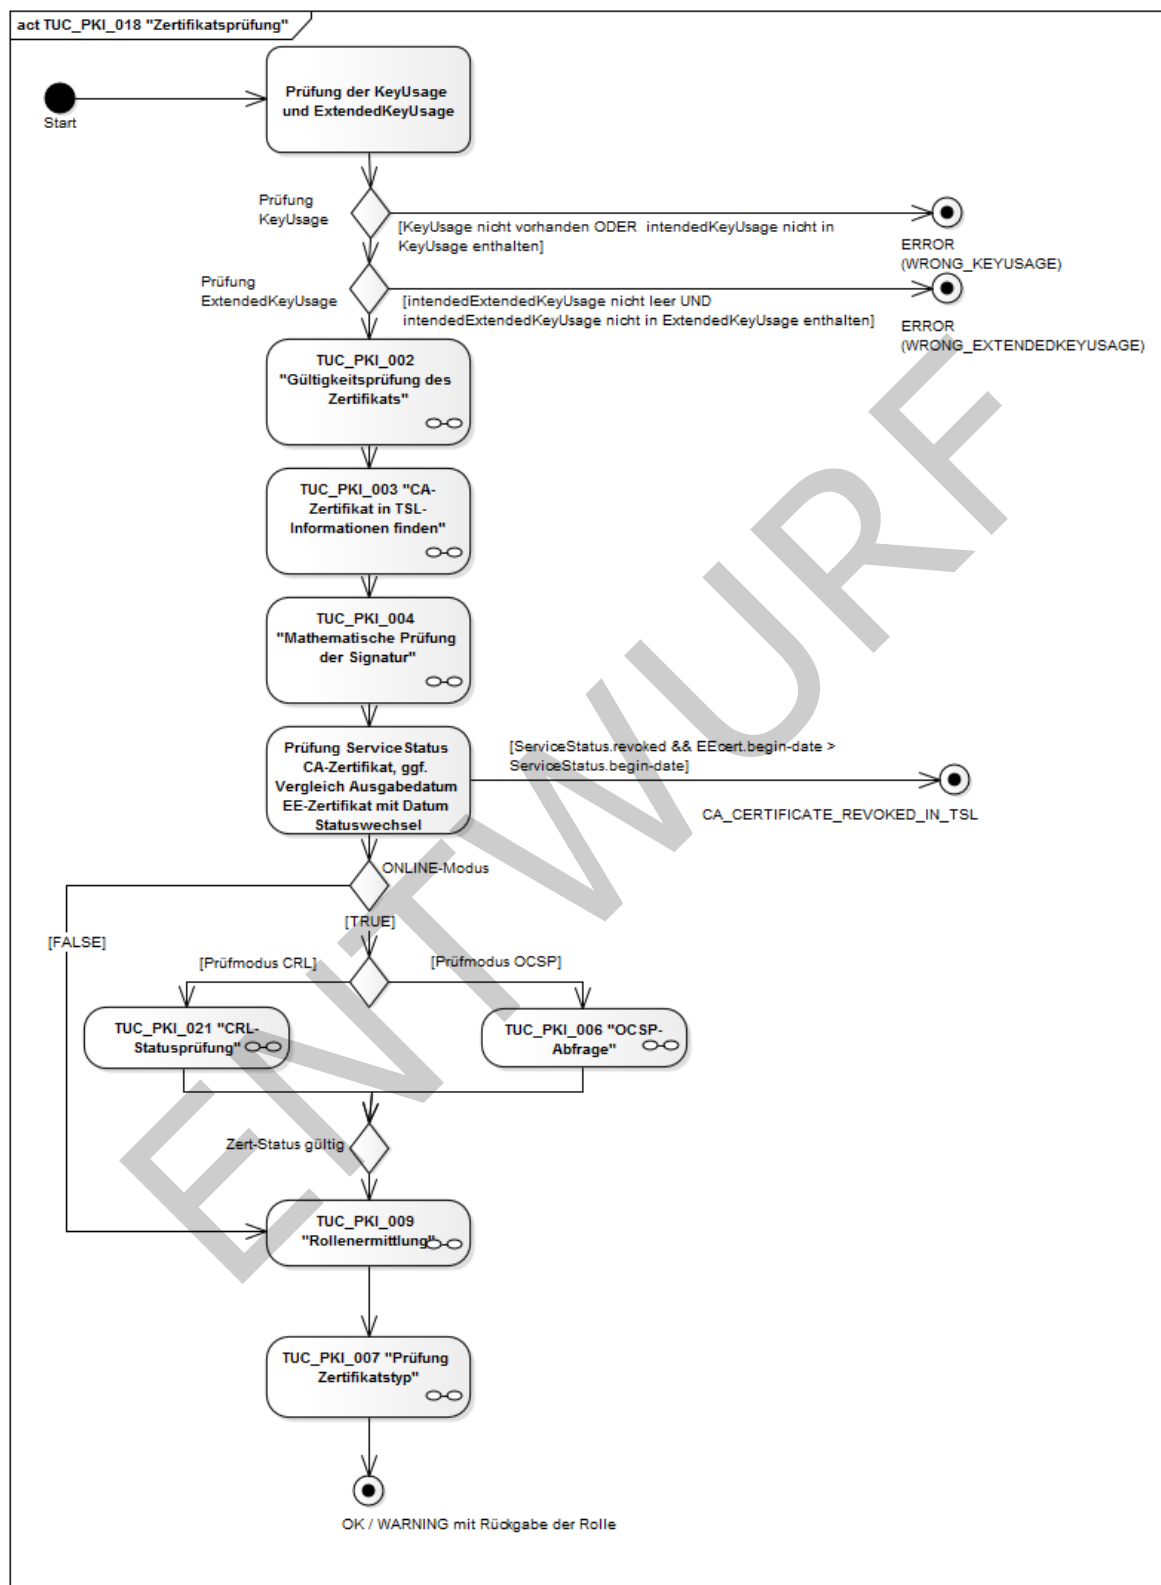 act TUC_PKI_018 "Zertifikatsprüfung"
Prüfung der KeyUsage
und ExtendedKeyUsage
Start
Prüfung
KeyUsage
[KeyUsage nicht vorhanden ODER intendedKeyUsage nicht in
KeyUsage enthalten]
ERROR
(WRONG_KEYUSAGE)
Prüfung
ExtendedKeyUsage
[intendedExtendedKeyUsage nicht leer UND
intendedExtendedKeyUsage nicht in ExtendedKeyUsage enthalten]
ERROR
(WRONG_EXTENDEDKEYUSAGE)
TUC_PKI_002
"Gültigkeitsprüfung des
Zertifikats"
TUC_PKI_003 "CA-
Zertifikat in TSL-
Informationen finden"
TUC_PKI_004
"Mathematische Prüfung
der Signatur"
Prüfung ServiceStatus
CA-Zertifikat, ggf.
Vergleich Ausgabedatum
EE-Zertifikat mit Datum
Statuswechsel
[ServiceStatus.revoked && EEcert.begin-date >
ServiceStatus.begin-date]
CA_CERTIFICATE_REVOKED_IN_TSL
ONLINE-Modus
[TRUE]
[FALSE]
[Prüfmodus CRL]
[Prüfmodus OCSP]
TUC_PKI_021 "CRL-
Statusprüfung"
TUC_PKI_006 "OCSP-
Abfrage"
Zert-Status gültig
TUC_PKI_009
"Rollenermittlung"
TUC_PKI_007 "Prüfung
Zertifikatstyp"
OK / WARNING mit Rückgabe der Rolle
ENTWURF